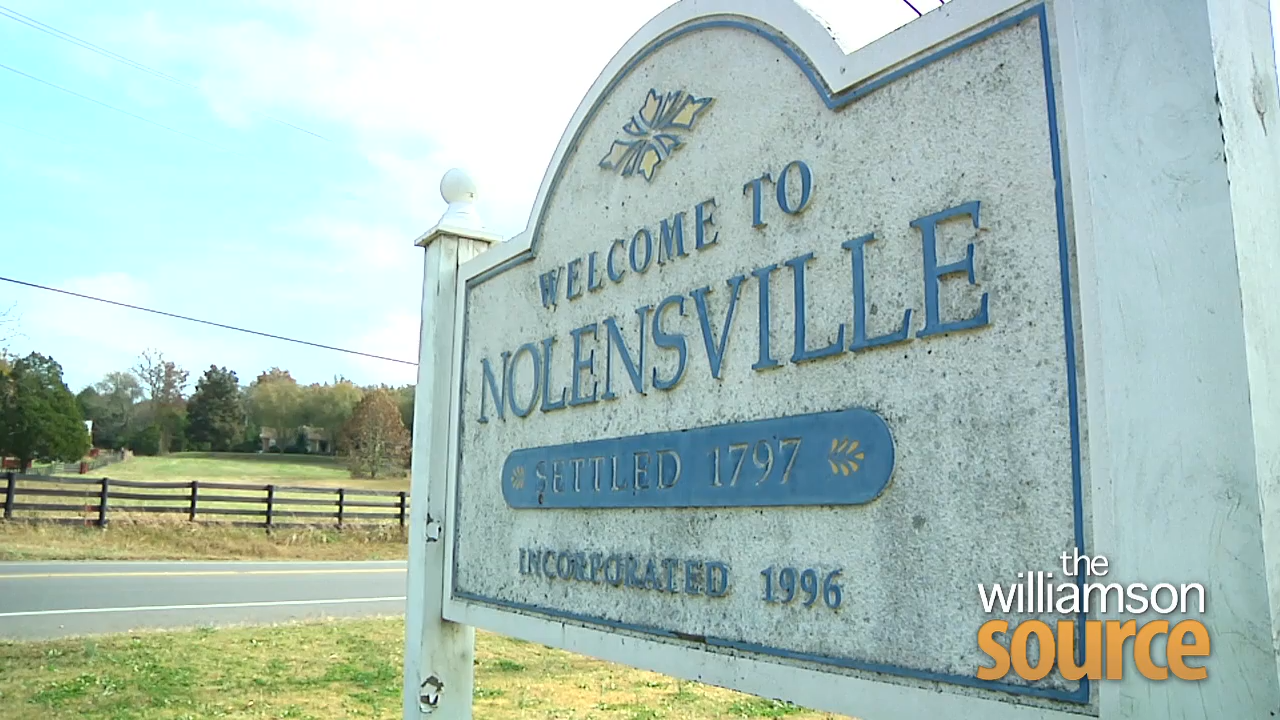 WELCOME TO
NOLENSVILLE
SETTLED 1797
INCORPORATED 1996
the
williamson
source